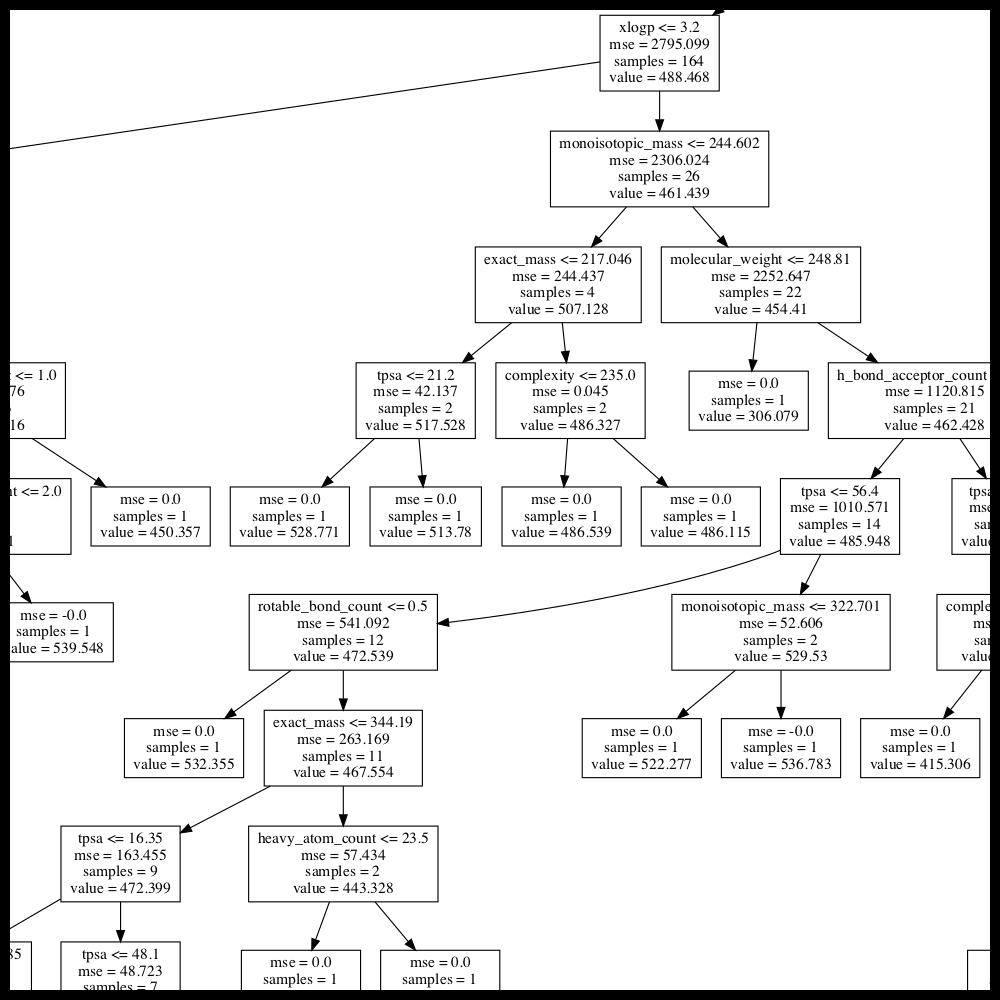 xlogp <= 3.2
mse = 2795.099
samples = 164
value = 488.468
monoisotopic_mass <= 244.602
mse = 2306.024
samples = 26
value = 461.439
exact_mass <= 217.046
mse = 244.437
samples = 4
value = 507.128
molecular_weight <= 248.81
mse = 2252.647
samples = 22
value = 454.41
<= 1.0
76
16
tpsa <= 21.2
mse = 42.137
samples = 2
value = 517.528
complexity <= 235.0
mse = 0.045
samples = 2
value = 486.327
mse = 0.0
samples = 1
value = 306.079
h_bond_acceptor_count
mse = 1120.815
samples = 21
value = 462.428
<= 2.0
mse = 0.0
samples = 1
value = 450.357
mse = 0.0
samples = 1
value = 528.771
mse = 0.0
samples = 1
value = 513.78
mse = 0.0
samples = 1
value = 486.539
mse = 0.0
samples = 1
value = 486.115
tpsa <= 56.4
mse = 1010.571
samples = 14
value = 485.948
tpsa
mse = -0.0
samples = 1
= 539.548
rotable_bond_count <= 0.5
mse = 541.092
samples = 12
value = 472.539
monoisotopic_mass <= 322.701
mse = 52.606
samples = 2
value = 529.53
mse = 0.0
samples = 1
value = 532.355
exact_mass <= 344.19
mse = 263.169
samples = 11
value = 467.554
mse = 0.0
samples = 1
value = 522.277
mse = -0.0
samples = 1
value = 536.783
mse = 0.0
samples = 1
value = 415.306
tpsa <= 16.35
mse = 163.455
samples = 9
value = 472.399
heavy_atom_count <= 23.5
mse = 57.434
samples = 2
value = 443.328
85
tpsa <= 48.1
mse = 48.723
samples = 7
mse = 0.0
samples = 1
mse = 0.0
samples = 1